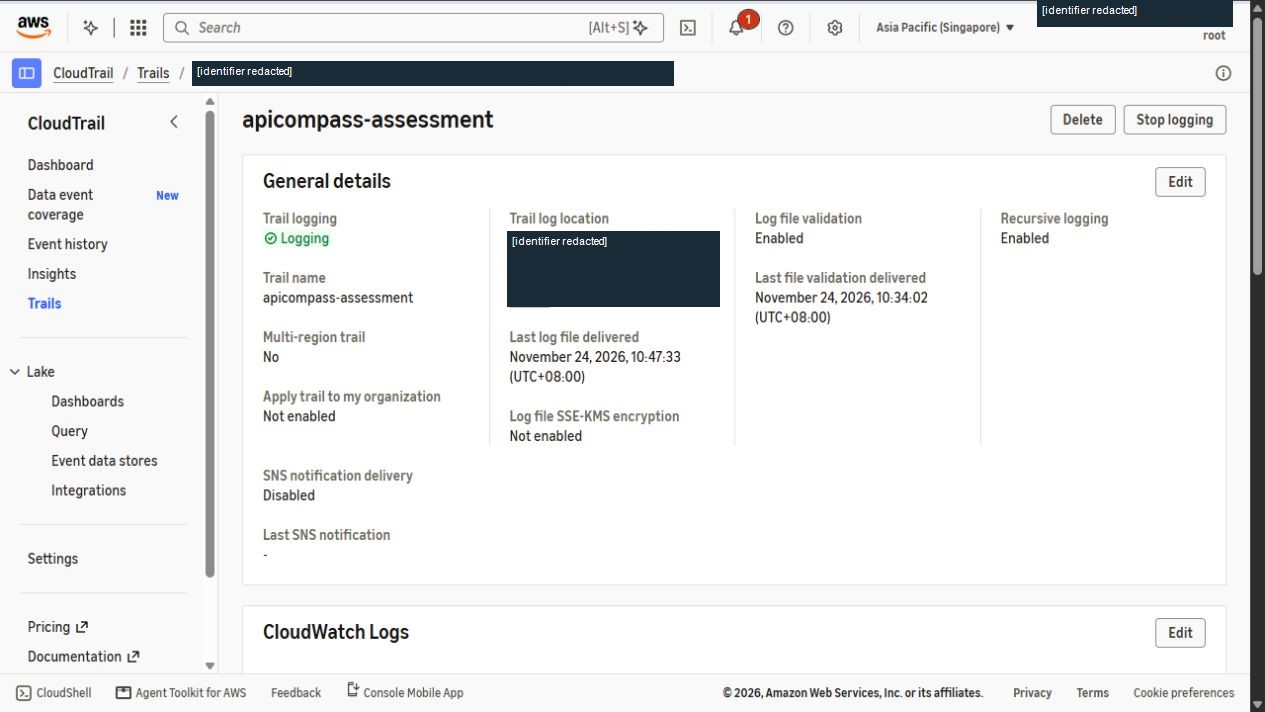 aws
Search
[Alt+S]
1
Asia Pacific (Singapore)
[identifier redacted]
root
CloudTrail / Trails / [identifier redacted]
CloudTrail
Dashboard
Data event
coverage
New
Event history
Insights
Trails
Lake
Dashboards
Query
Event data stores
Integrations
Settings
Pricing
Documentation
apicompass-assessment
Delete
Stop logging
General details
Edit
Trail logging
Logging
Trail name
apicompass-assessment
Multi-region trail
No
Apply trail to my organization
Not enabled
SNS notification delivery
Disabled
Last SNS notification
-
Trail log location
[identifier redacted]
Last log file delivered
November 24, 2026, 10:47:33
(UTC+08:00)
Log file SSE-KMS encryption
Not enabled
Log file validation
Enabled
Last file validation delivered
November 24, 2026, 10:34:02
(UTC+08:00)
Recursive logging
Enabled
CloudWatch Logs
Edit
CloudShell
Agent Toolkit for AWS
Feedback
Console Mobile App
© 2026, Amazon Web Services, Inc. or its affiliates.
Privacy
Terms
Cookie preferences